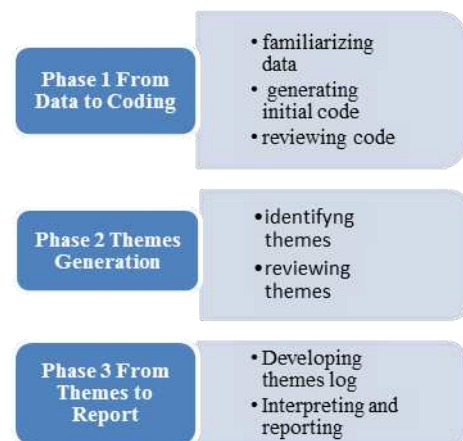 Phase 1 From
Data to Coding
• familiarizing
data
• generating
initial code
• reviewing code
Phase 2 Themes
Generation
•identifyng
themes
•reviewing
themes
Phase 3 From
Themes to
Report
• Developing
themes log
• Interpreting and
reporting